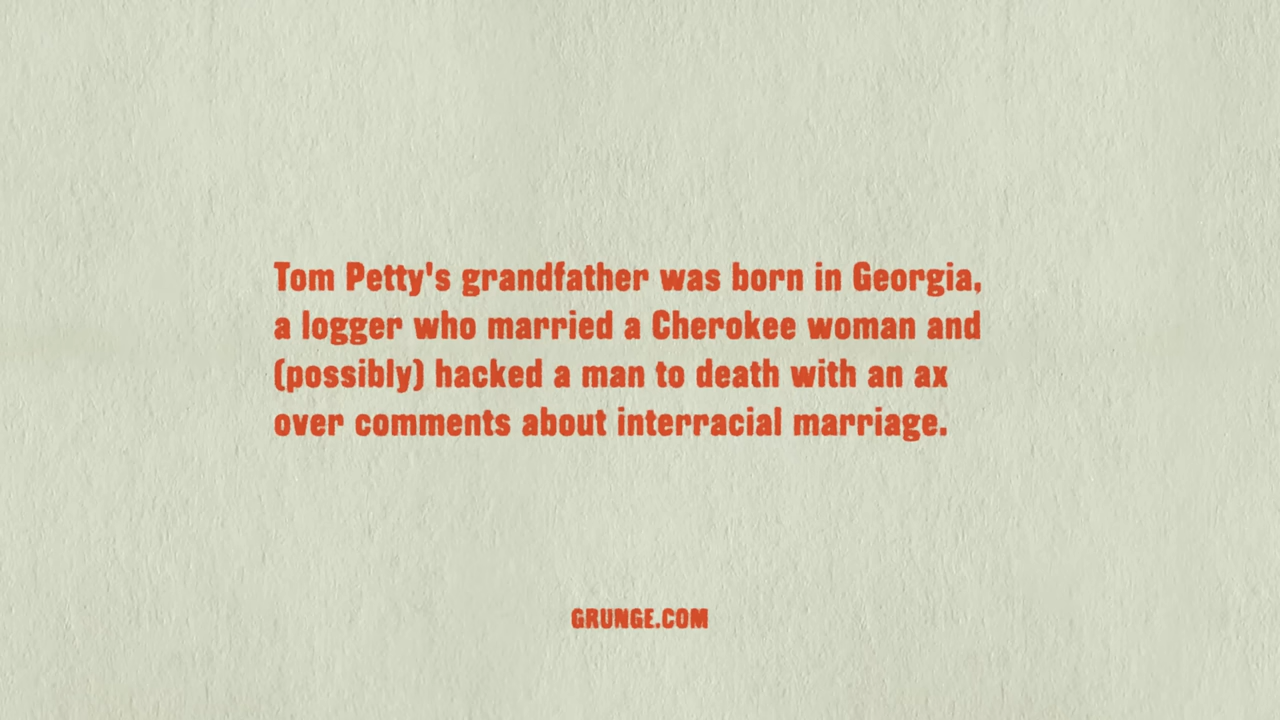 Tom Petty's grandfather was born in Georgia,
a logger who married a Cherokee woman and
(possibly) hacked a man to death with an ax
over comments about interracial marriage.
GRUNGE.COM